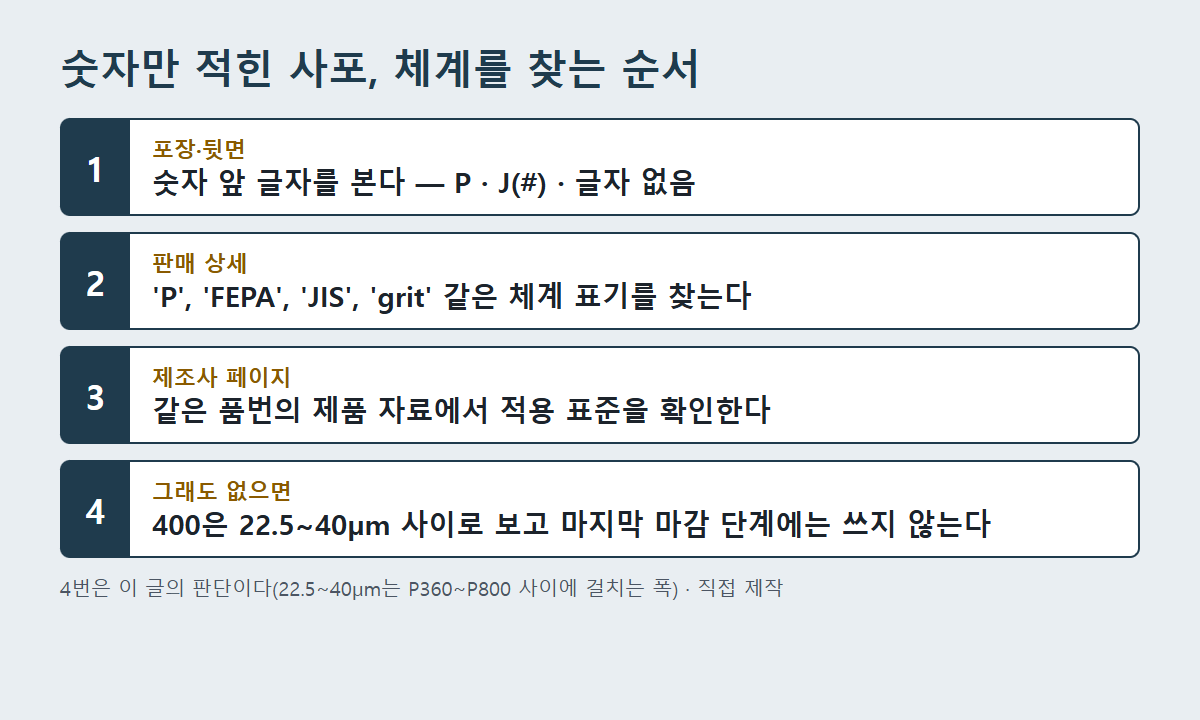 숫자만 적힌 사포, 체계를 찾는 순서
1
포장·뒷면
숫자 앞 글자를 본다 — P · J(#) · 글자 없음
2
판매 상세
'P', 'FEPA', 'JIS', 'grit' 같은 체계 표기를 찾는다
3
제조사 페이지
같은 품번의 제품 자료에서 적용 표준을 확인한다
4
그래도 없으면
400은 22.5~40μm 사이로 보고 마지막 마감 단계에는 쓰지 않는다
4번은 이 글의 판단이다(22.5~40μm는 P360~P800 사이에 걸치는 폭) · 직접 제작